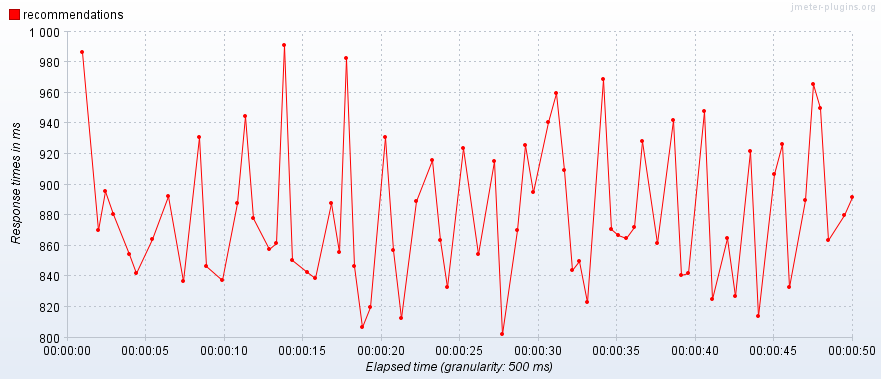 jmeter-plugins.org
recommendations
1 000
980
960
940
920
900
880
860
840
820
800
Response times in ms
00:00:00 00:00:05 00:00:10 00:00:15 00:00:20 00:00:25 00:00:30 00:00:35 00:00:40 00:00:45 00:00:50
Elapsed time (granularity: 500 ms)